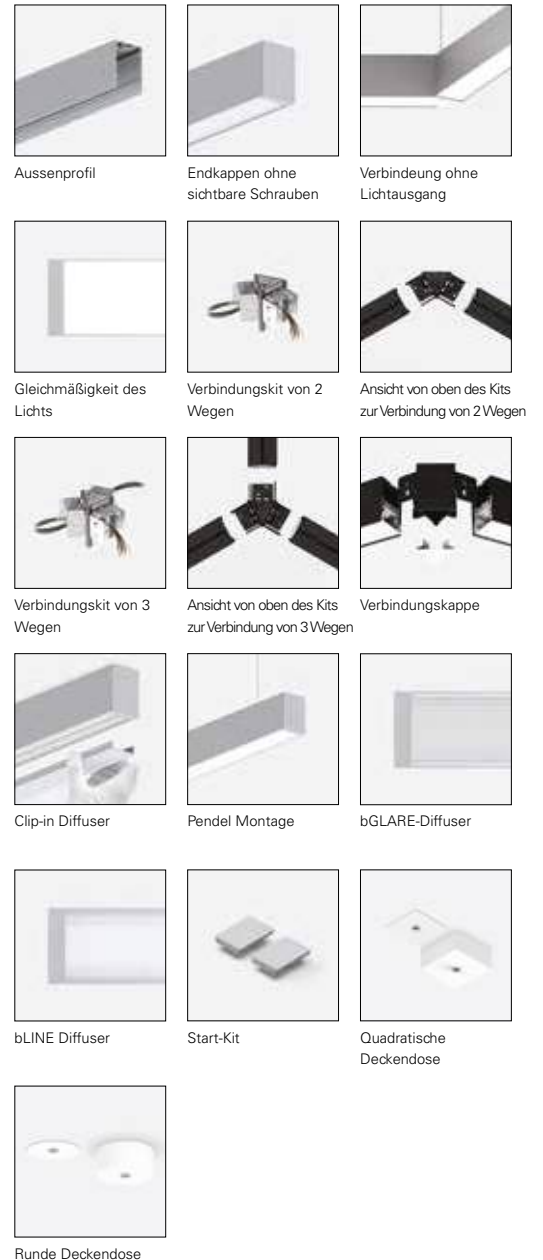 Aussenprofil
Endkappen ohne
sichtbare Schrauben
Verbindeung ohne
Lichtausgang
Gleichmäßigkeit des
Lichts
Verbindungskit von 2
Wegen
Ansicht von oben des Kits
zur Verbindung von 2 Wegen
Verbindungskit von 3
Wegen
Ansicht von oben des Kits
zur Verbindung von 3 Wegen
Verbindungskappe
Clip-in Diffuser
Pendel Montage
bGLARE-Diffuser
bLINE Diffuser
Start-Kit
Quadratische
Deckendose
Runde Deckendose